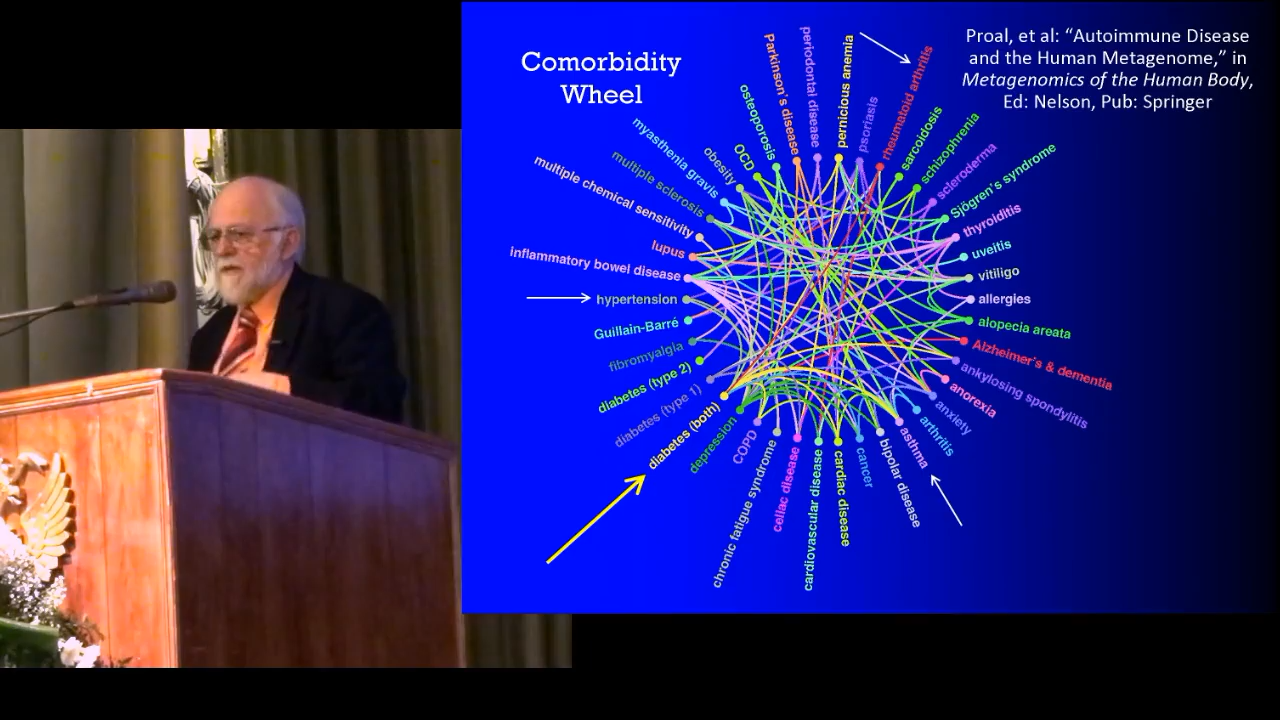 Comorbidity
Wheel
Proal, et al: “Autoimmune Disease
and the Human Metagenome,” in
Metagenomics of the Human Body,
Ed: Nelson, Pub: Springer
pernicious anemia
psoriasis
rheumatoid arthritis
sarcoidosis
schizophrenia
scleroderma
Sjögren's syndrome
thyroiditis
uveitis
vitiligo
allergies
alopecia areata
Alzheimer's & dementia
ankylosing spondylitis
anorexia
anxiety
arthritis
asthma
bipolar disease
cancer
cardiac disease
cardiovascular disease
celiac disease
chronic fatigue syndrome
COPD
depression
diabetes (both)
diabetes (type 1)
diabetes (type 2)
fibromyalgia
Guillain-Barré
hypertension
inflammatory bowel disease
lupus
multiple chemical sensitivity
multiple sclerosis
myasthenia gravis
obesity
OCD
osteoporosis
Parkinson's disease
periodontal disease